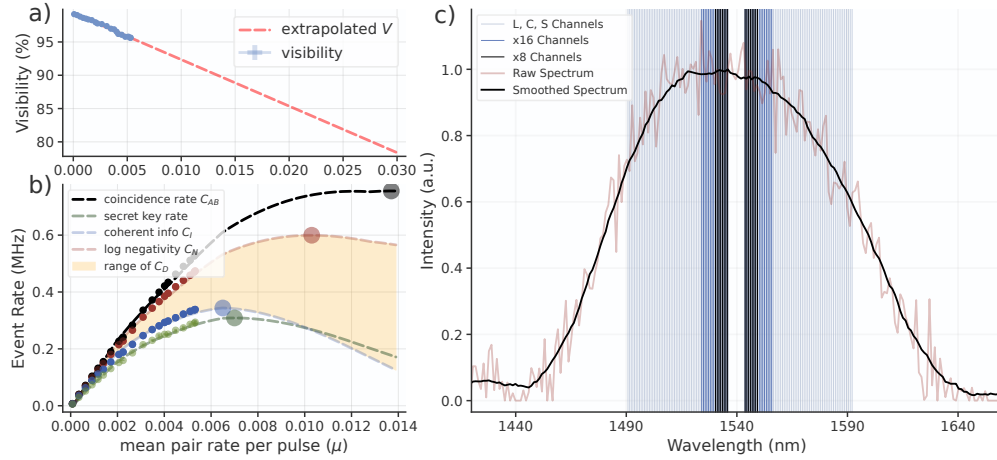 a)
Visibility (%)
95
90
85
80
extrapolated V
visibility
0.000 0.005 0.010 0.015 0.020 0.025 0.030
b)
Event Rate (MHz)
0.6
0.4
0.2
0.0
coincidence rate C_AB
secret key rate
coherent info C_I
log negativity C_N
range of C_D
0.000 0.002 0.004 0.006 0.008 0.010 0.012 0.014
mean pair rate per pulse (μ)
c)
Intensity (a.u.)
1.0
0.8
0.6
0.4
0.2
0.0
L, C, S Channels
x16 Channels
x8 Channels
Raw Spectrum
Smoothed Spectrum
1440 1490 1540 1590 1640
Wavelength (nm)